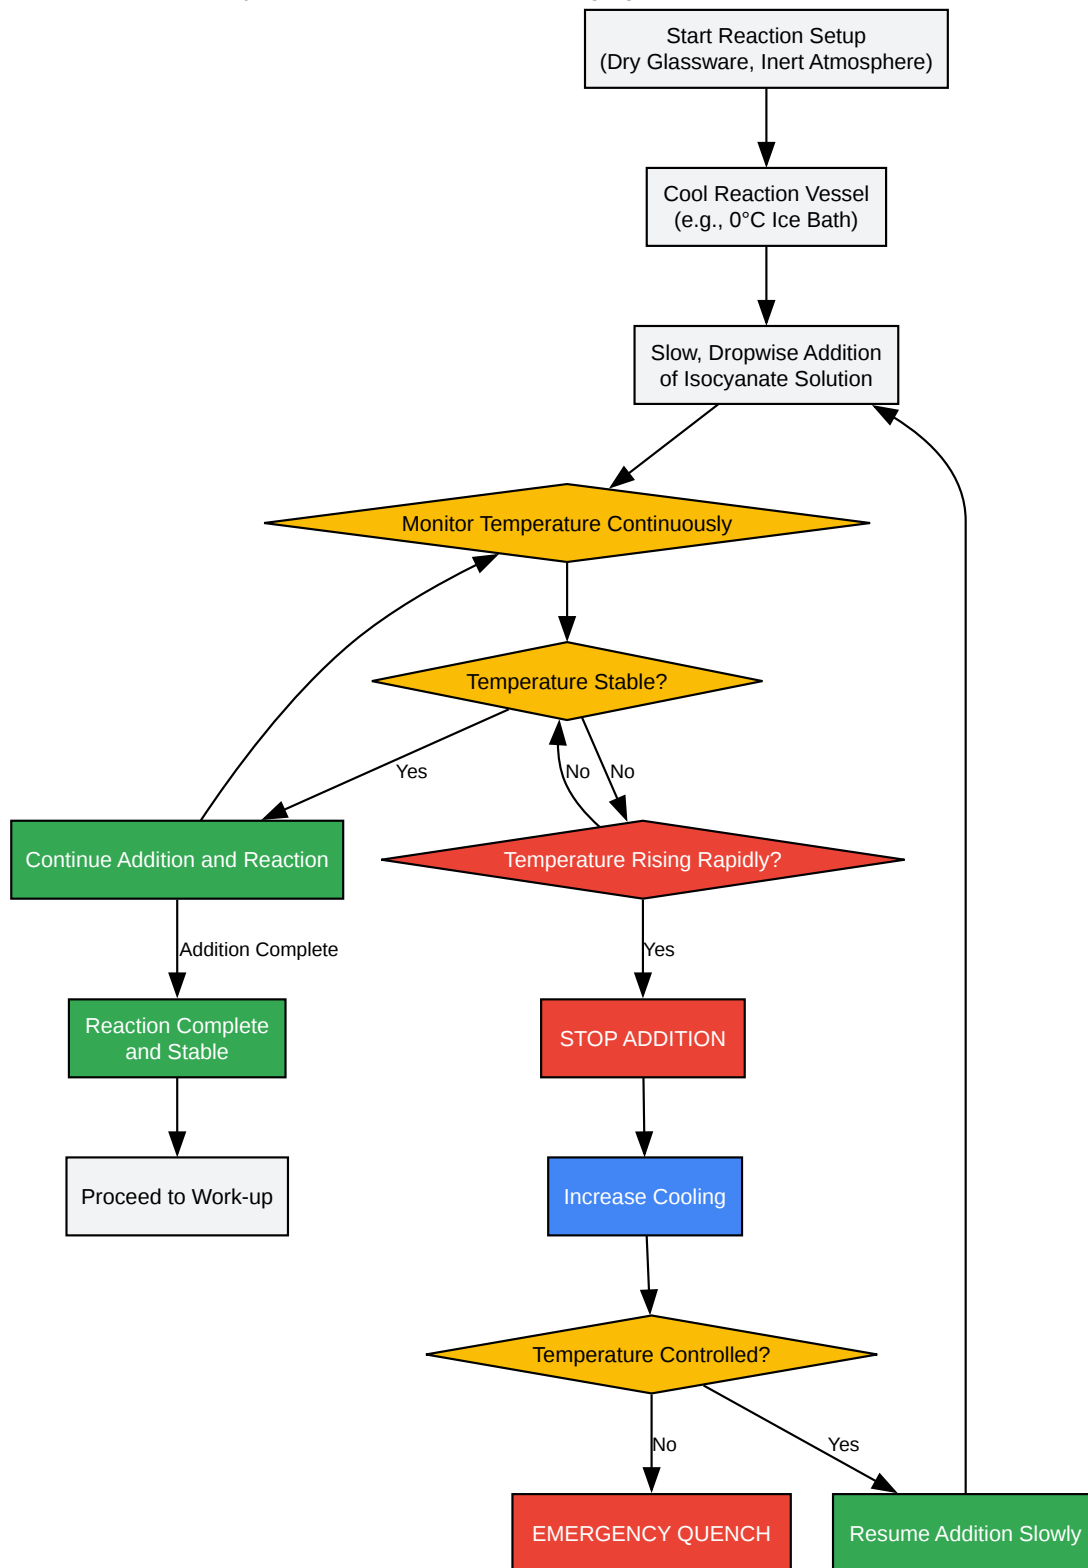 Start Reaction Setup
(Dry Glassware, Inert Atmosphere)
Cool Reaction Vessel
(e.g., 0°C Ice Bath)
Slow, Dropwise Addition
of Isocyanate Solution
Monitor Temperature Continuously
Temperature Stable?
Yes
No
No
Continue Addition and Reaction
Temperature Rising Rapidly?
Addition Complete
Yes
Reaction Complete
and Stable
STOP ADDITION
Proceed to Work-up
Increase Cooling
Temperature Controlled?
No
Yes
EMERGENCY QUENCH
Resume Addition Slowly